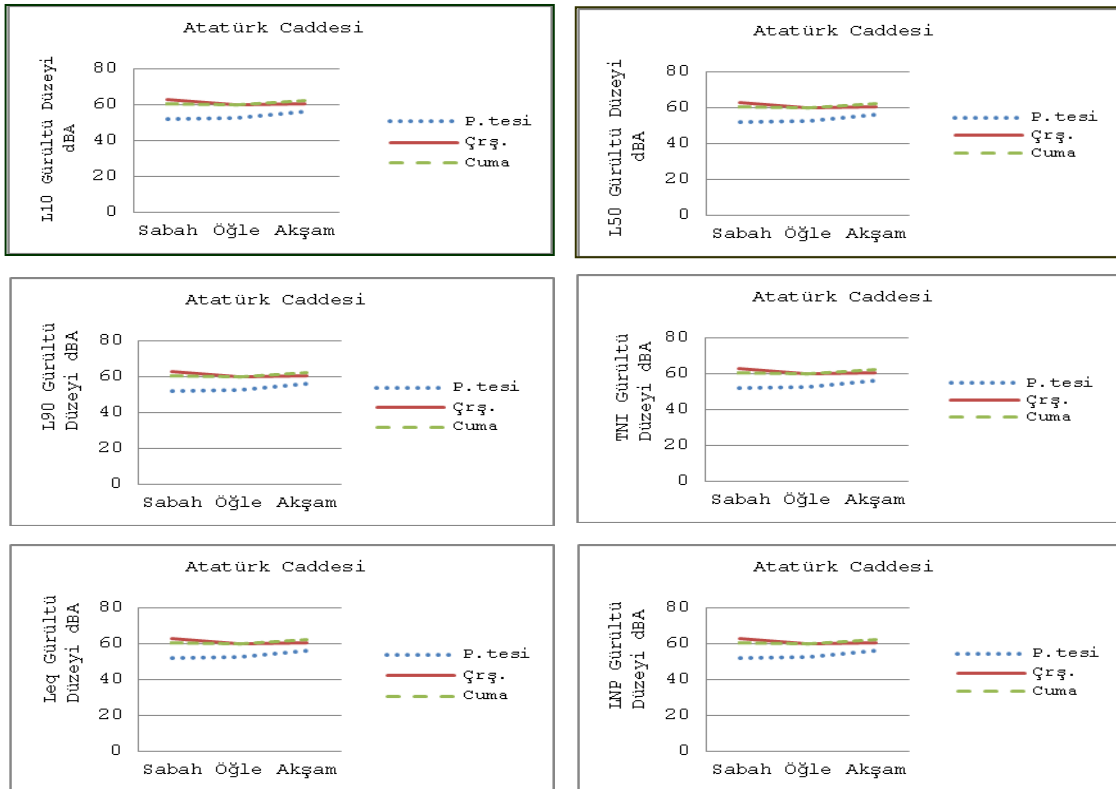 Atatürk Caddesi
L10 Gürültü Düzeyi
dBA
80
60
40
20
0
Sabah Öğle Akşam
P.tesi
Çrş.
Cuma
Atatürk Caddesi
L50 Gürültü Düzeyi
dBA
80
60
40
20
0
Sabah Öğle Akşam
P.tesi
Çrş.
Cuma
Atatürk Caddesi
L90 Gürültü
Düzeyi dBA
80
60
40
20
0
Sabah Öğle Akşam
P.tesi
Çrş.
Cuma
Atatürk Caddesi
TNI Gürültü
Düzeyi dBA
80
60
40
20
0
Sabah Öğle Akşam
P.tesi
Çrş.
Cuma
Atatürk Caddesi
Leq Gürültü
Düzeyi dBA
80
60
40
20
0
Sabah Öğle Akşam
P.tesi
Çrş.
Cuma
Atatürk Caddesi
LNP Gürültü
Düzeyi dBA
80
60
40
20
0
Sabah Öğle Akşam
P.tesi
Çrş.
Cuma